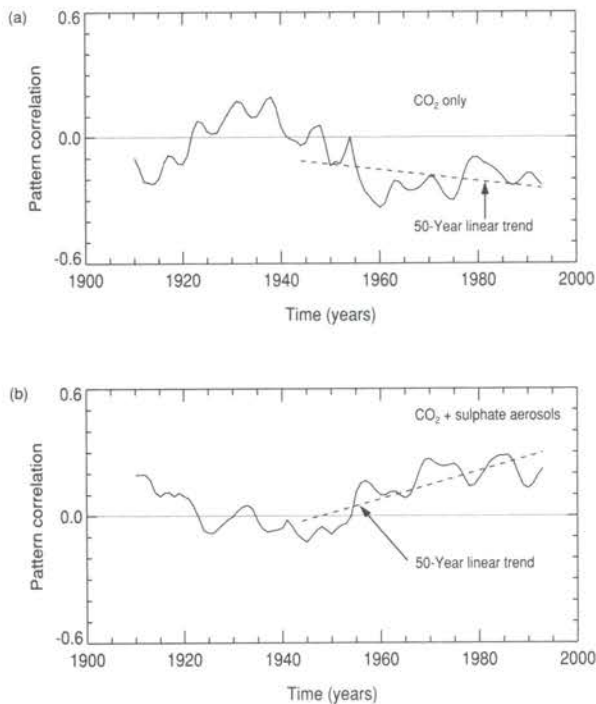 (a)
0.6
CO2 only
Pattern correlation
0.0
50-Year linear trend
-0.6
1900 1920 1940 1960 1980 2000
Time (years)
(b)
0.6
CO2 + sulphate aerosols
Pattern correlation
0.0
50-Year linear trend
-0.6
1900 1920 1940 1960 1980 2000
Time (years)